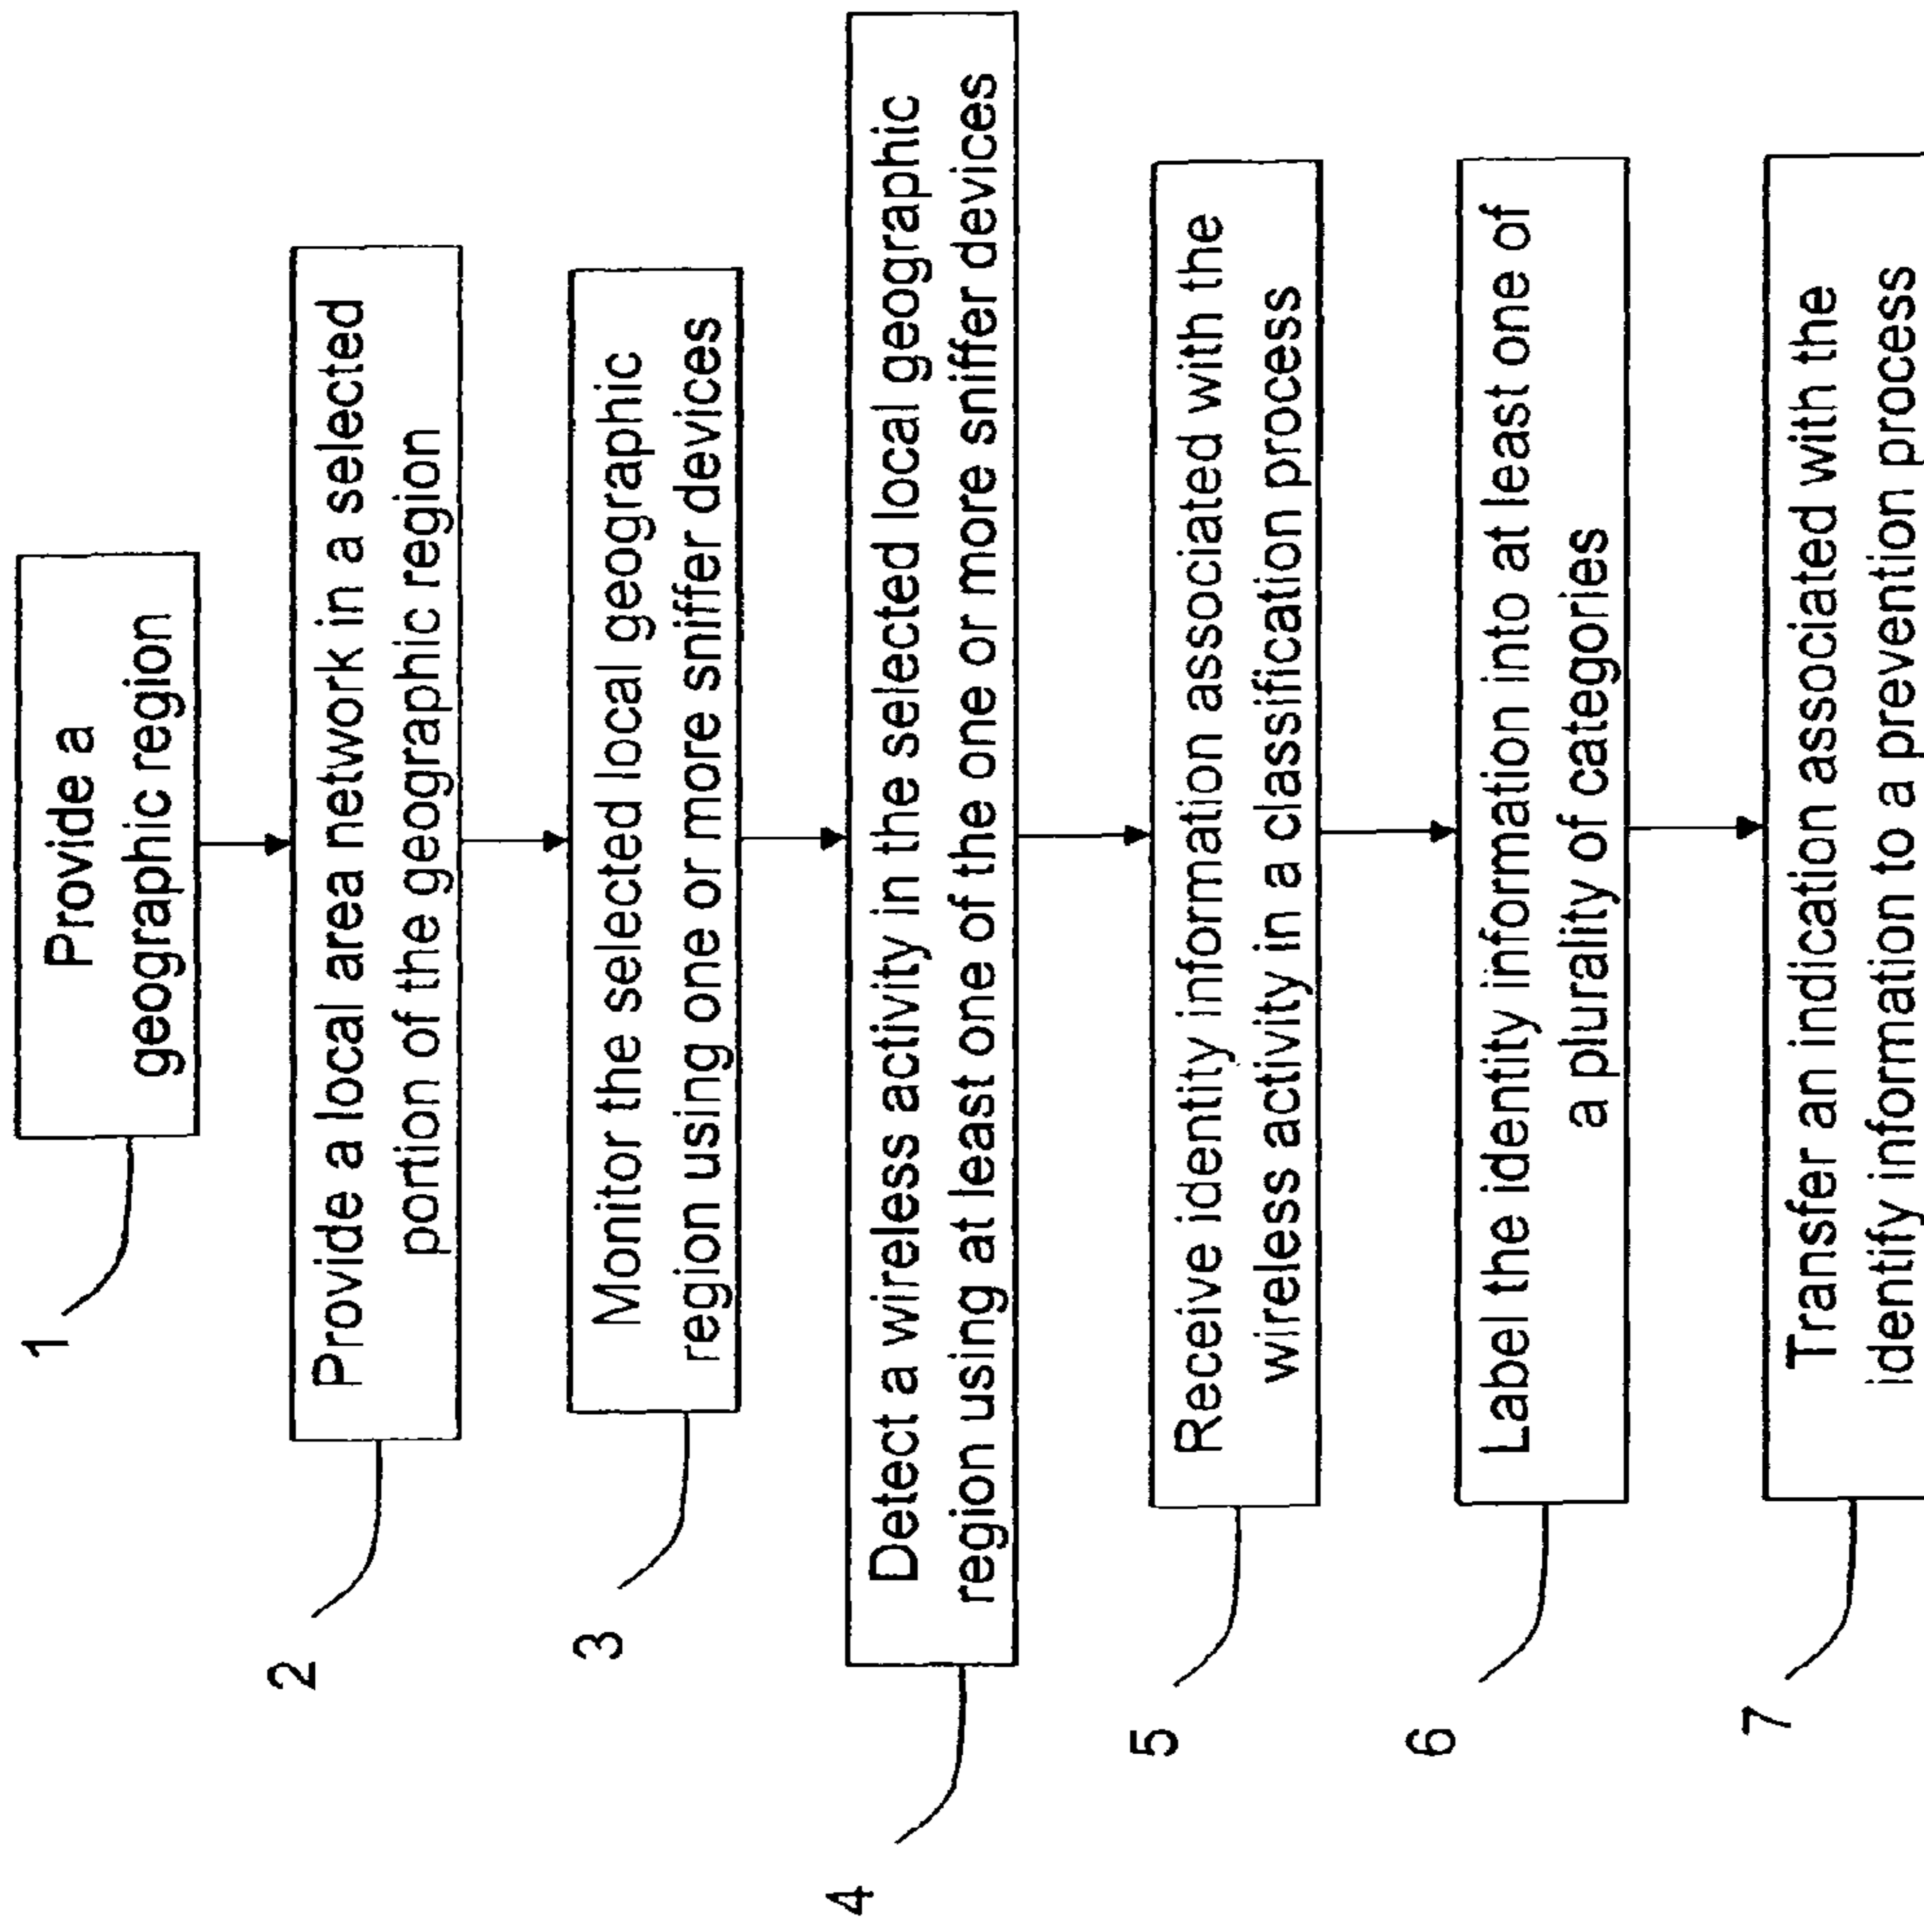 1
Provide a
geographic region
2
Provide a local area network in a selected
portion of the geographic region
3
Monitor the selected local geographic
region using one or more sniffer devices
4
Detect a wireless activity in the selected local geographic
region using at least one of the one or more sniffer devices
5
Receive identity information associated with the
wireless activity in a classification process
6
Label the identity information into at least one of
a plurality of categories
7
Transfer an indication associated with the
identify information to a prevention process